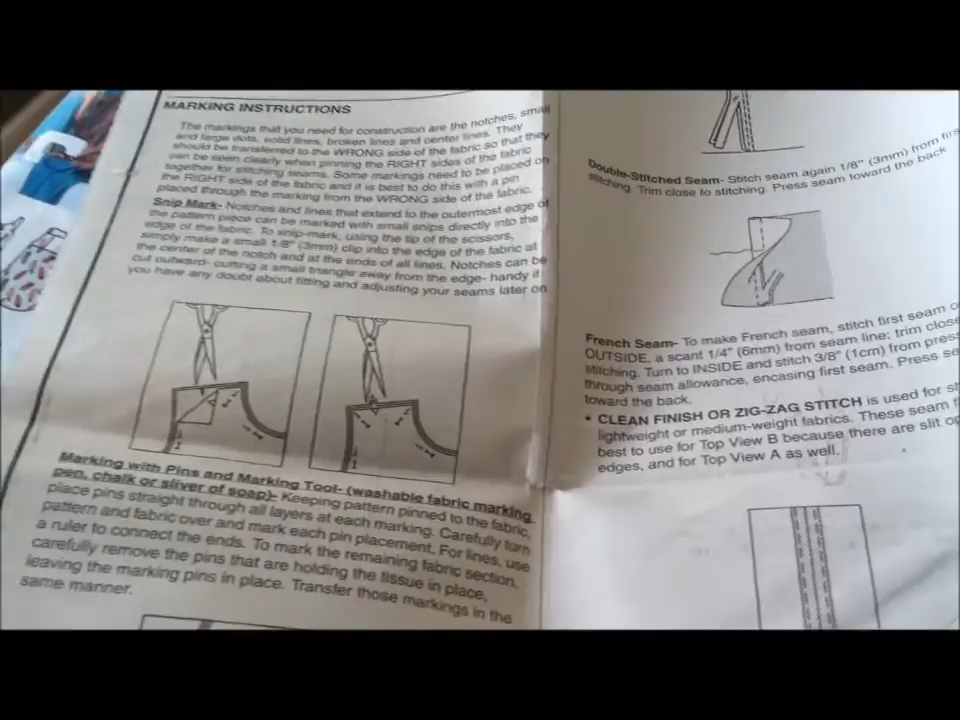 MARKING INSTRUCTIONS
The markings that you need for construction are the notches, small
and large dots, solid lines, broken lines and center lines. They
should be transferred to the WRONG side of the fabric so that they
can be seen clearly when pinning the RIGHT sides of the fabric
together for stitching seams. Some markings need to be placed on
the RIGHT side of the fabric and it is best to do this with a pin
placed through the marking from the WRONG side of the fabric.
Snip Mark- Notches and lines that extend to the outermost edge of
the pattern piece can be marked with small snips directly into the
edge of the fabric. To snip-mark, using the tip of the scissors,
simply make a small 1/8" (3mm) clip into the edge of the fabric at
the center of the notch and at the ends of all lines. Notches can be
cut outward- cutting a small triangle away from the edge- handy if
you have any doubt about fitting and adjusting your seams later on
Marking with Pins and Marking Tool- (washable fabric marking
pen, chalk or sliver of soap)- Keeping pattern pinned to the fabric,
place pins straight through all layers at each marking. Carefully turn
pattern and fabric over and mark each pin placement. For lines, use
a ruler to connect the ends. To mark the remaining fabric section,
carefully remove the pins that are holding the tissue in place,
leaving the marking pins in place. Transfer those markings in the
same manner.
Double-Stitched Seam- Stitch seam again 1/8" (3mm) from
stitching. Trim close to stitching. Press seam toward the back.
French Seam- To make French seam, stitch first seam
OUTSIDE, a scant 1/4" (6mm) from seam line; trim close
stitching. Turn to INSIDE and stitch 3/8" (1cm) from
through seam allowance, encasing first seam. Press
toward the back.
• CLEAN FINISH OR ZIG-ZAG STITCH is used for
lightweight or medium-weight fabrics. These seam
best to use for Top View B because there are slit
edges, and for Top View A as well.